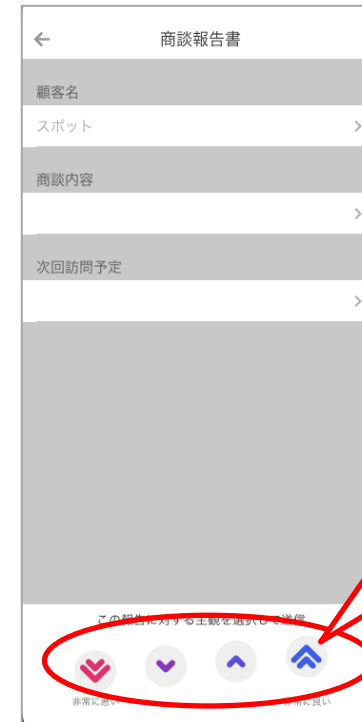 商談報告書
顧客名
スポット
商談内容
次回訪問予定
この報告に対する主観を選択して送信
非常に悪い
非常に良い